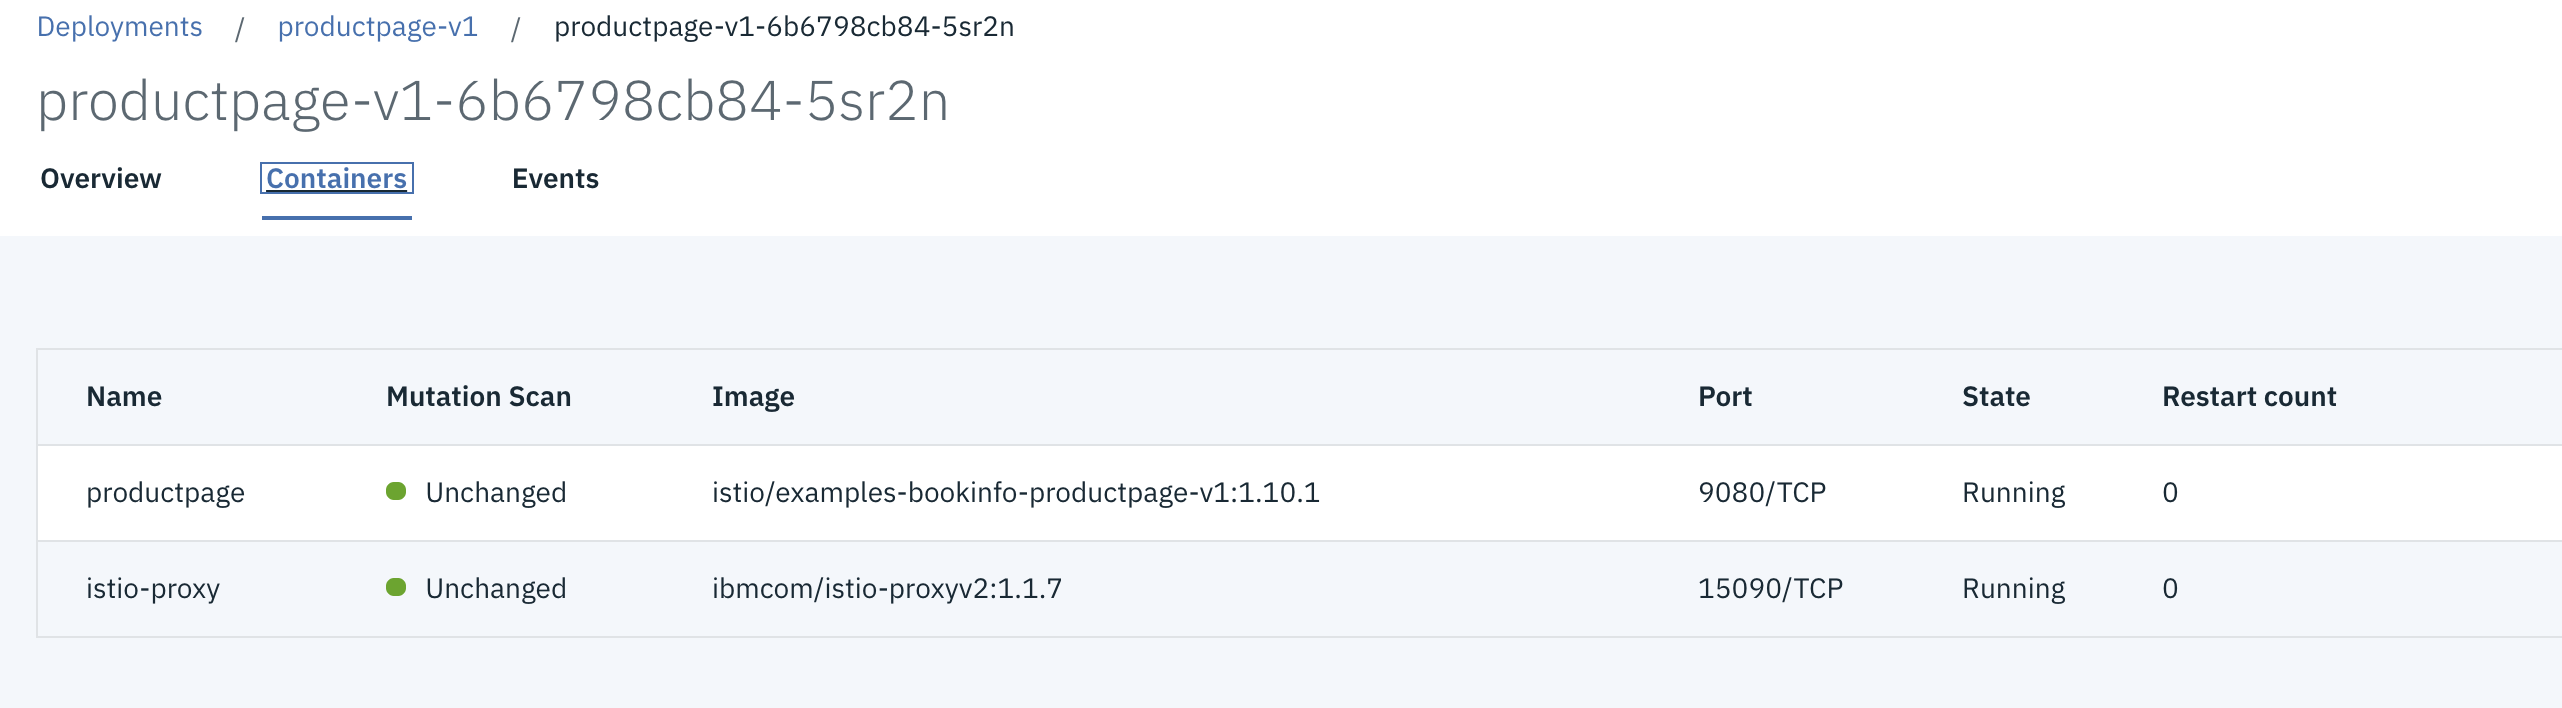 Deployments / productpage-v1 / productpage-v1-6b6798cb84-5sr2n
productpage-v1-6b6798cb84-5sr2n
Overview Containers Events
Name Mutation Scan Image Port State Restart count
productpage Unchanged istio/examples-bookinfo-productpage-v1:1.10.1 9080/TCP Running 0
istio-proxy Unchanged ibmcom/istio-proxyv2:1.1.7 15090/TCP Running 0